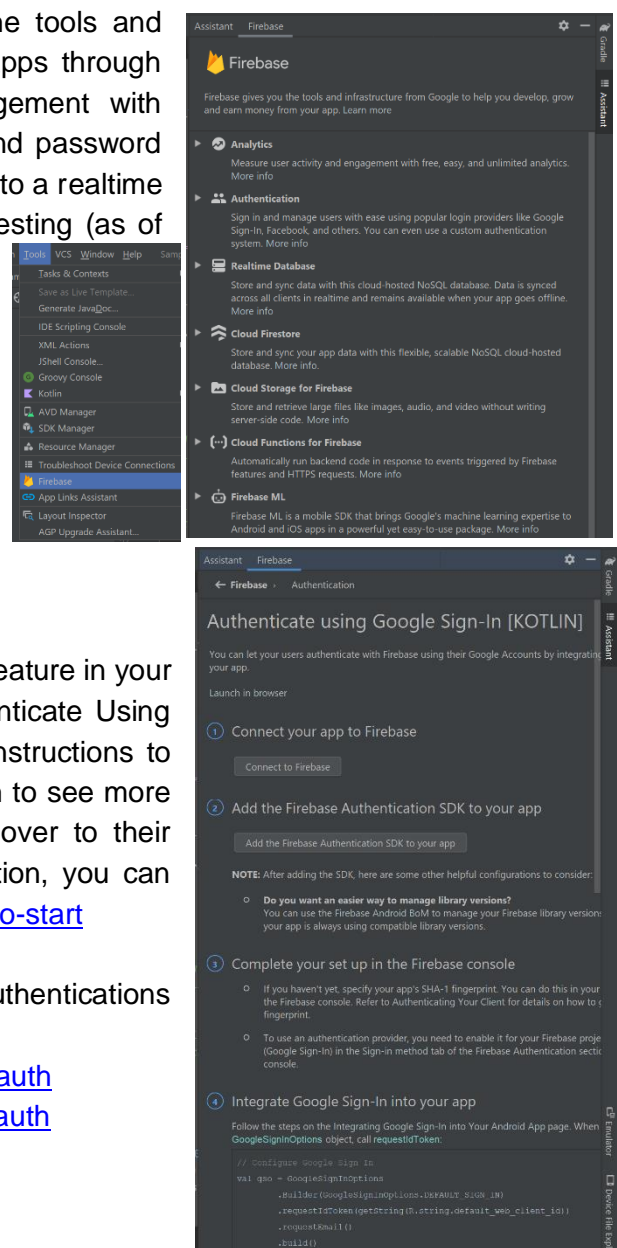 ne tools and
pps through
gement with
nd password
to a realtime
esting (as of
Assistant Firebase
Gradle
Assistant
Firebase
Firebase gives you the tools and infrastructure from Google to help you develop, grow
and earn money from your app. Learn more
Analytics
Measure user activity and engagement with free, easy, and unlimited analytics.
More info
Authentication
Sign in and manage users with ease using popular login providers like Google
Sign-In, Facebook, and others. You can even use a custom authentication
system. More info
Realtime Database
Store and sync data with this cloud-hosted NoSQL database. Data is synced
across all clients in realtime and remains available when your app goes offline.
More info
Cloud Firestore
Store and sync your app data with this flexible, scalable NoSQL cloud-hosted
database. More info.
Cloud Storage for Firebase
Store and retrieve large files like images, audio, and video without writing
server-side code. More info
Cloud Functions for Firebase
Automatically run backend code in response to events triggered by Firebase
features and HTTPS requests. More info
Firebase ML
Firebase ML is a mobile SDK that brings Google's machine learning expertise to
Android and iOS apps in a powerful yet easy-to-use package. More info
Tools VCS Window Help Samp
Tasks & Contexts
Save as Live Template...
Generate JavaDoc...
IDE Scripting Console
XML Actions
JShell Console...
Groovy Console
Kotlin
AVD Manager
SDK Manager
Resource Manager
Troubleshoot Device Connections
Firebase
App Links Assistant
Layout Inspector
AGP Upgrade Assistant...
eature in your
enticate Using
nstructions to
n to see more
over to their
tion, you can
o-start
uthentications
auth
auth
Assistant Firebase
Gradle
Assistant
← Firebase › Authentication
Authenticate using Google Sign-In [KOTLIN]
You can let your users authenticate with Firebase using their Google Accounts by integrating
your app.
Launch in browser
1 Connect your app to Firebase
Connect to Firebase
2 Add the Firebase Authentication SDK to your app
Add the Firebase Authentication SDK to your app
NOTE: After adding the SDK, here are some other helpful configurations to consider:
Do you want an easier way to manage library versions?
You can use the Firebase Android BoM to manage your Firebase library versions
your app is always using compatible library versions.
3 Complete your set up in the Firebase console
If you haven't yet, specify your app's SHA-1 fingerprint. You can do this in your
the Firebase console. Refer to Authenticating Your Client for details on how to g
fingerprint.
To use an authentication provider, you need to enable it for your Firebase proje
(Google Sign-In) in the Sign-in method tab of the Firebase Authentication sectio
console.
4 Integrate Google Sign-In into your app
Follow the steps on the Integrating Google Sign-In into Your Android App page. When
GoogleSignInOptions object, call requestIdToken:
// Configure Google Sign In
val gso = GoogleSignInOptions
.Builder(GoogleSignInOptions.DEFAULT_SIGN_IN)
.requestIdToken(getString(R.string.default_web_client_id))
.requestEmail()
.build()
Emulator
Device File Expl